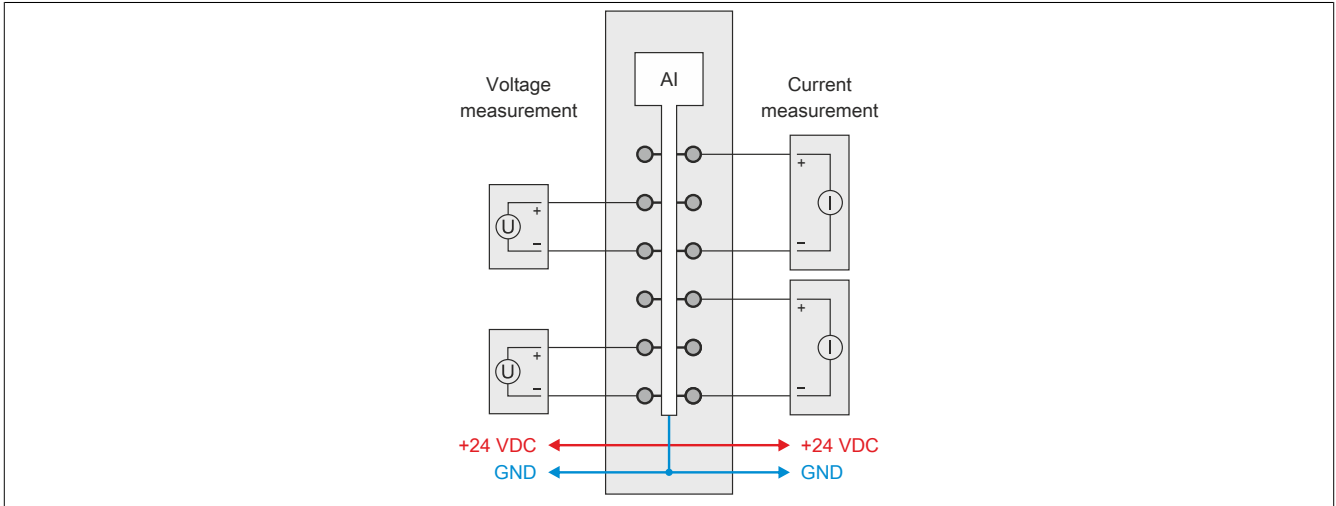 AI
Voltage
measurement
Current
measurement
+
+
U
I
−
−
+
+
U
I
−
−
+24 VDC
+24 VDC
GND
GND